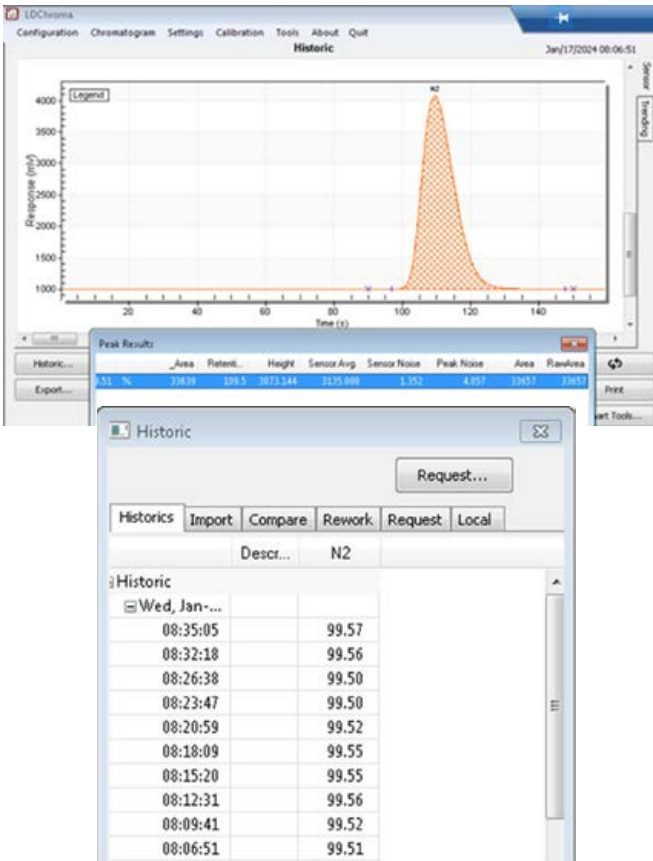 LDChroma
Configuration Chromatogram Settings Calibration Tools About Quit
Historic Jan/17/2024 08:06:51
N2
Legend
4000
3500
3000
2500
2000
1500
1000
Response (mV)
20 40 60 80 100 120 140
Time (s)
Sensor
Trending
Historic...
Export...
Print
art Tools...
Peak Results
_Area Retenti... Height Sensor Avg Sensor Noise Peak Noise Area RawArea
.51 % 33639 109.5 3073.144 3135.000 1.352 4.057 33657 33657
Historic
Request...
Historics Import Compare Rework Request Local
Descr... N2
Historic
Wed, Jan-...
08:35:05 99.57
08:32:18 99.56
08:26:38 99.50
08:23:47 99.50
08:20:59 99.52
08:18:09 99.55
08:15:20 99.55
08:12:31 99.56
08:09:41 99.52
08:06:51 99.51